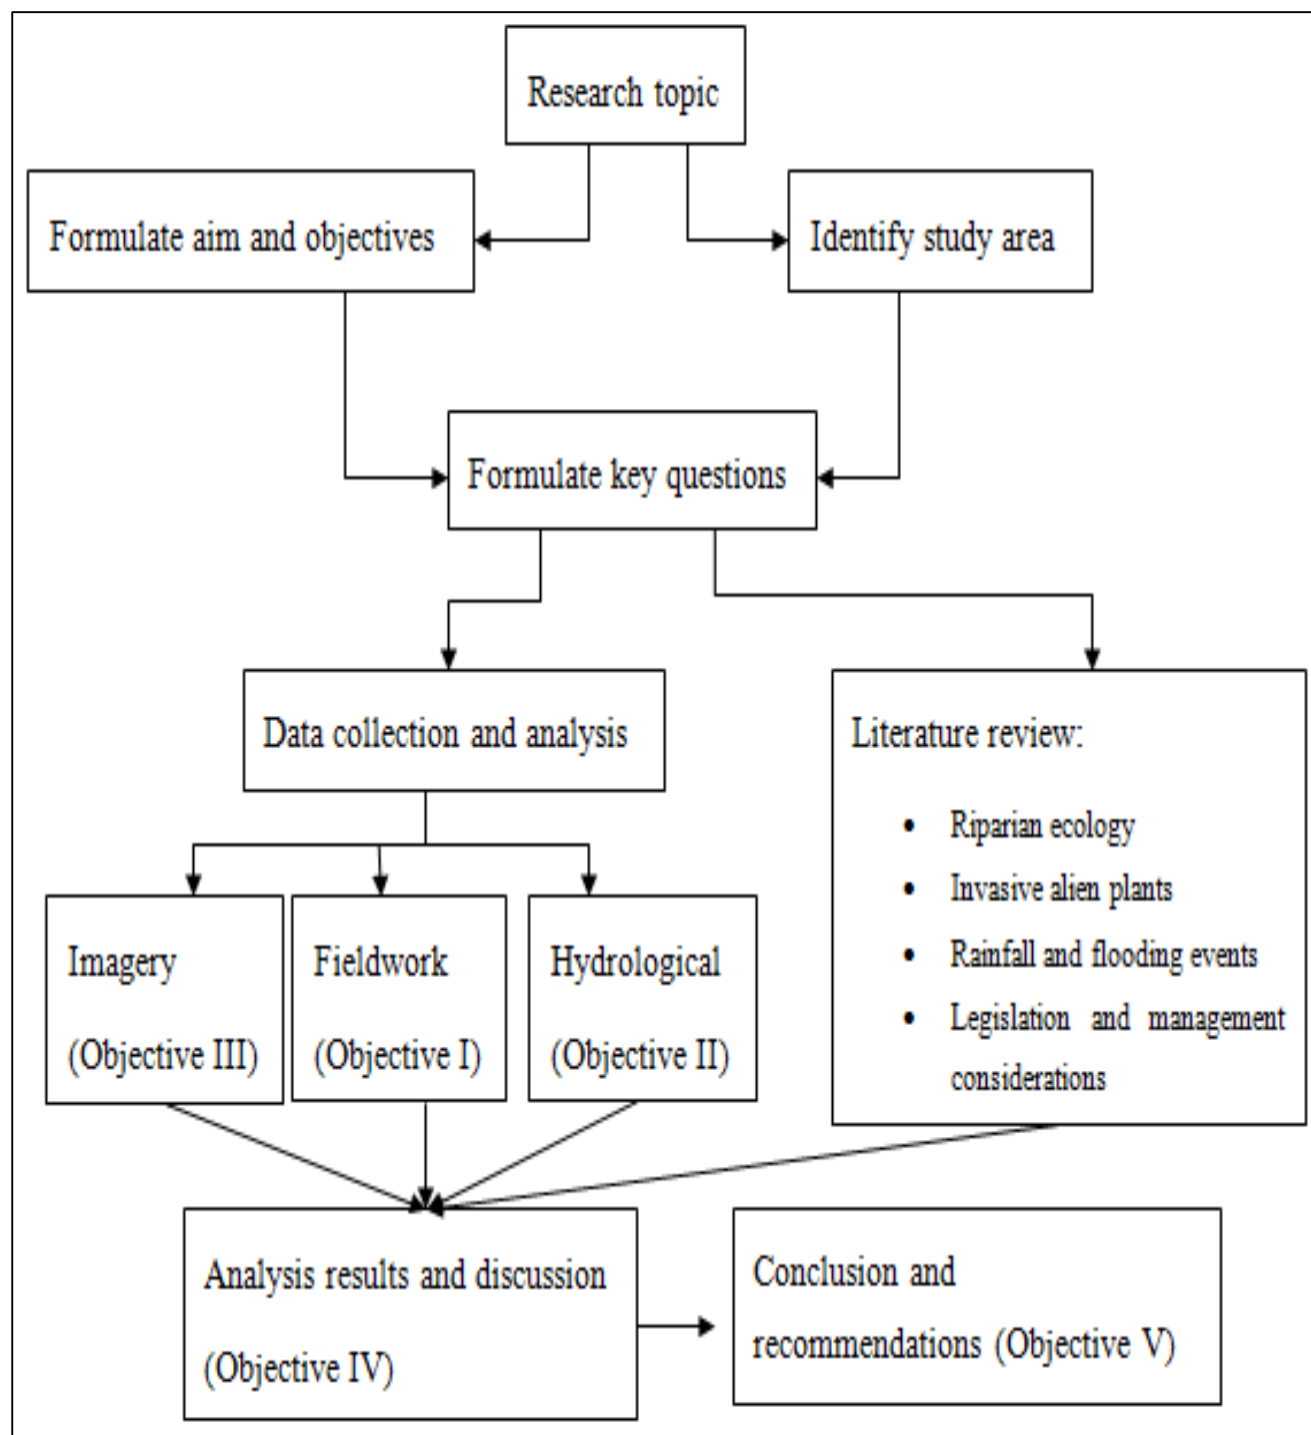 Research topic
Formulate aim and objectives
Identify study area
Formulate key questions
Data collection and analysis
Literature review:
• Riparian ecology
• Invasive alien plants
• Rainfall and flooding events
• Legislation and management
considerations
Imagery
(Objective III)
Fieldwork
(Objective I)
Hydrological
(Objective II)
Analysis results and discussion
(Objective IV)
Conclusion and
recommendations (Objective V)